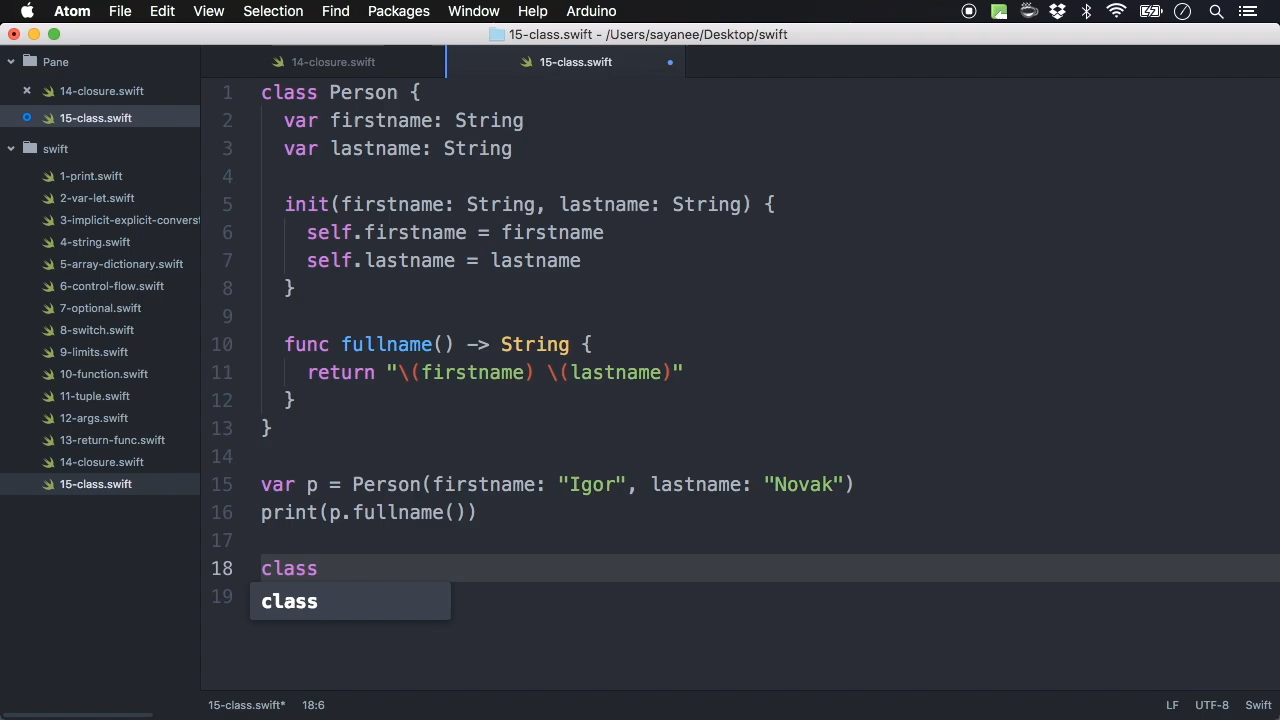 Atom File Edit View Selection Find Packages Window Help Arduino
15-class.swift - /Users/sayanee/Desktop/swift
Pane
14-closure.swift
15-class.swift
swift
1-print.swift
2-var-let.swift
3-implicit-explicit-converst
4-string.swift
5-array-dictionary.swift
6-control-flow.swift
7-optional.swift
8-switch.swift
9-limits.swift
10-function.swift
11-tuple.swift
12-args.swift
13-return-func.swift
14-closure.swift
15-class.swift
14-closure.swift 15-class.swift
1 class Person {
2 var firstname: String
3 var lastname: String
4
5 init(firstname: String, lastname: String) {
6 self.firstname = firstname
7 self.lastname = lastname
8 }
9
10 func fullname() -> String {
11 return "\(firstname) \(lastname)"
12 }
13 }
14
15 var p = Person(firstname: "Igor", lastname: "Novak")
16 print(p.fullname())
17
18 class
19
class
15-class.swift* 18:6 LF UTF-8 Swift